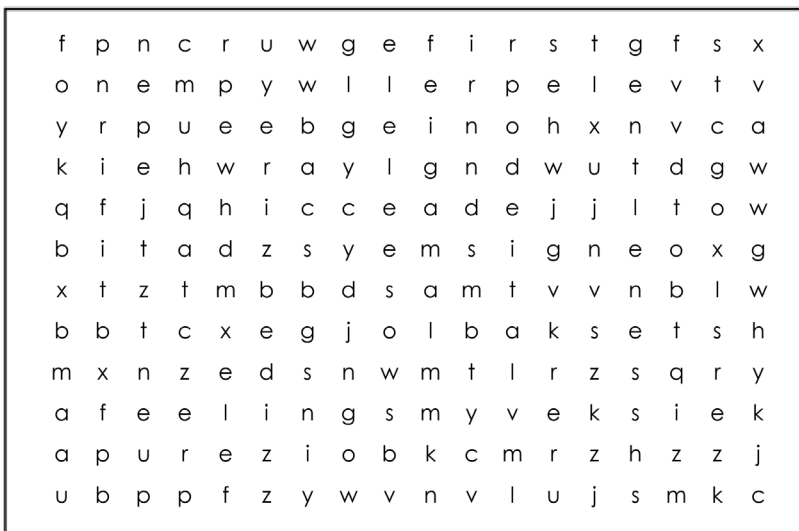 f p n c r u w g e f i r s t g f s x
o n e m p y w l l e r p e l e v t v
y r p u e e b g e i n o h x n v c a
k i e h w r a y l g n d w u t d g w
q f j q h i c c e a d e j j l t o w
b i t a d z s y e m s i g n e o x g
x t z t m b b d s a m t v v n b l w
b b t c x e g j o l b a k s e t s h
m x n z e d s n w m t l r z s q r y
a f e e l i n g s m y v e k s i e k
a p u r e z i o b k c m r z h z z j
u b p p f z y w v n v l u j s m k c